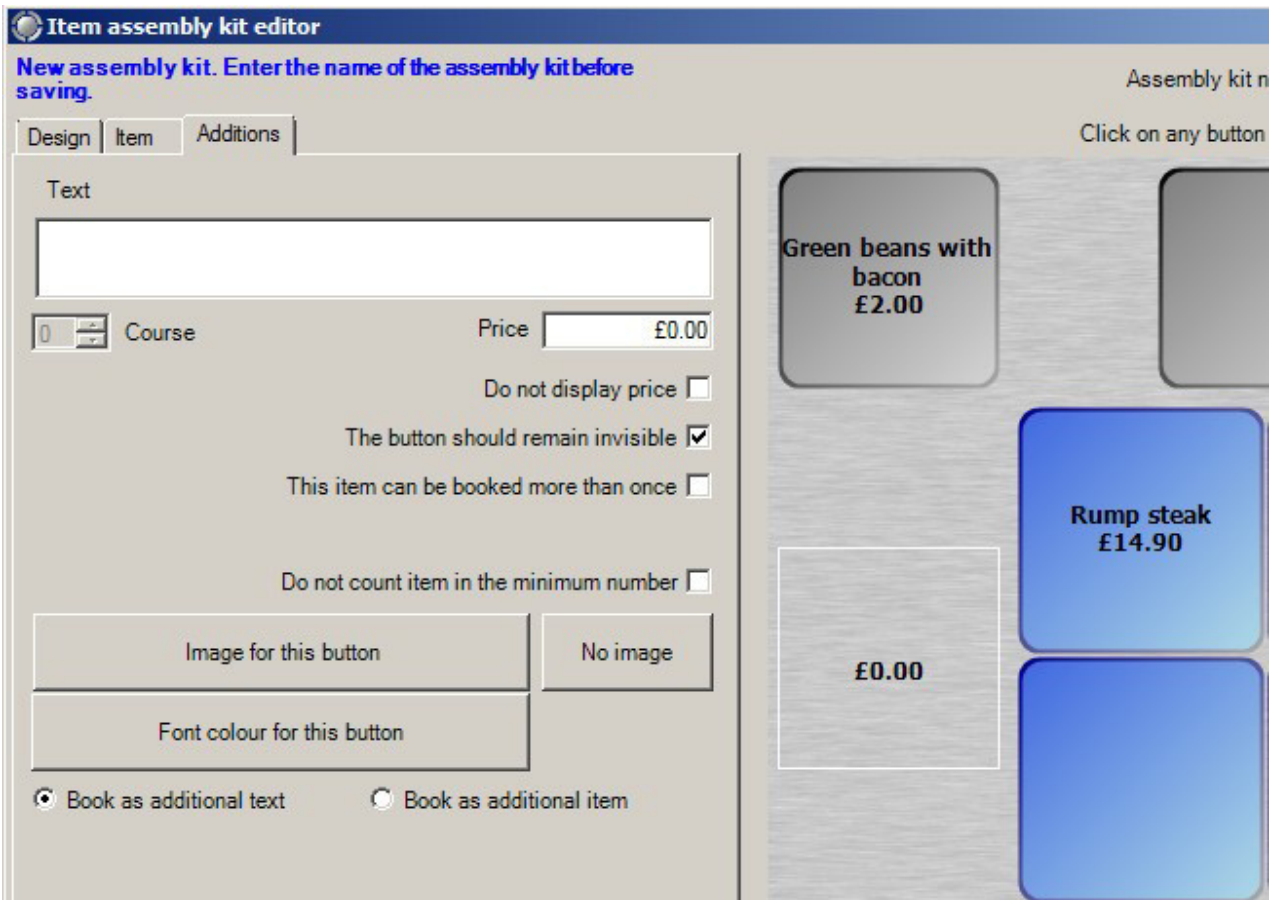 Item assembly kit editor
New assembly kit. Enter the name of the assembly kit before
saving.
Assembly kit n
Design
Item
Additions
Click on any button
Text
0
Course
Price
£0.00
Do not display price
The button should remain invisible
This item can be booked more than once
Do not count item in the minimum number
Image for this button
No image
Font colour for this button
Book as additional text
Book as additional item
Green beans with
bacon
£2.00
Rump steak
£14.90
£0.00